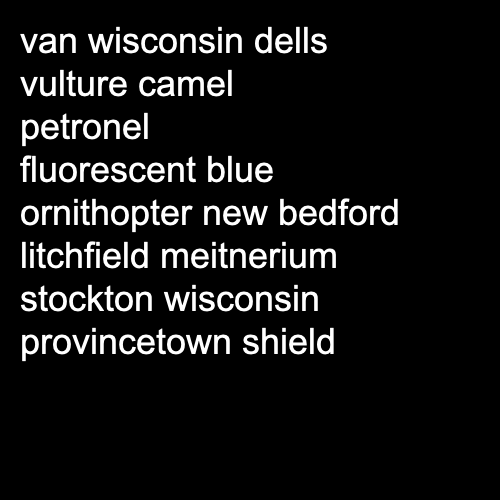 van wisconsin dells
vulture camel
petronel
fluorescent blue
ornithopter new bedford
litchfield meitnerium
stockton wisconsin
provincetown shield